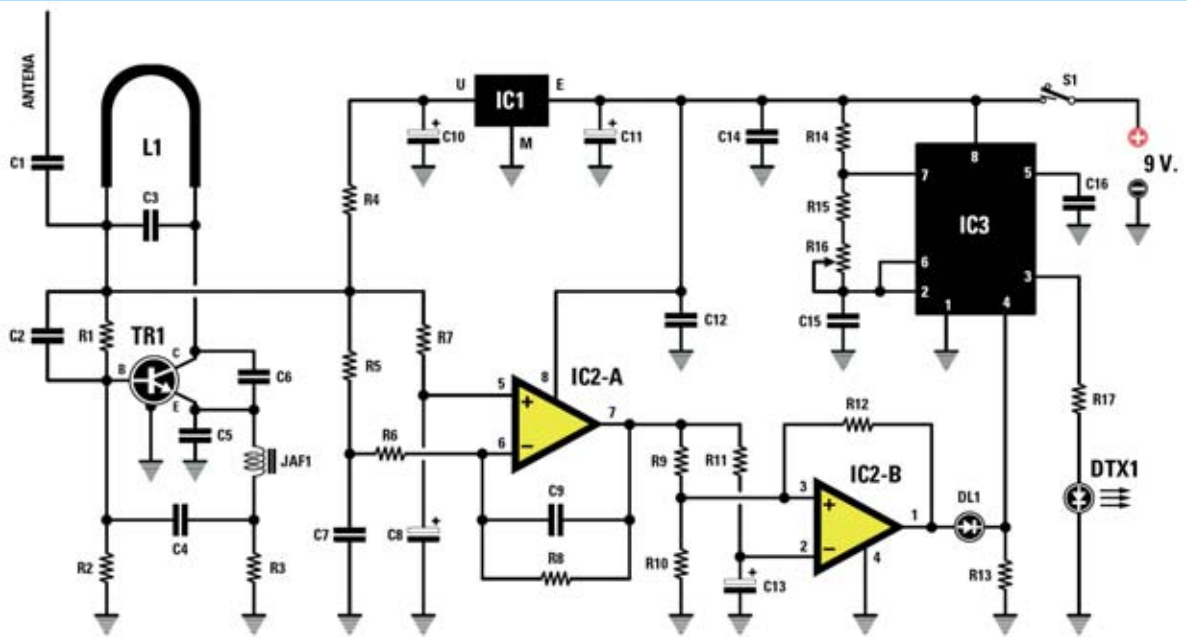 ANTENA
C1
L1
C3
C2
R1
TR1
B
C
E
C6
C5
JAF1
C4
R2
R3
U
IC1
E
M
+
C10
+
C11
R4
R5
R6
R7
C7
+
C8
C12
IC2-A
8
5
+
6
−
7
C9
R8
R9
R10
R11
+
C13
R12
IC2-B
3
+
2
−
1
4
DL1
R13
C14
R14
R15
R16
C15
IC3
8
7
6
2
1
5
3
4
C16
S1
+
9 V.
−
R17
DTX1